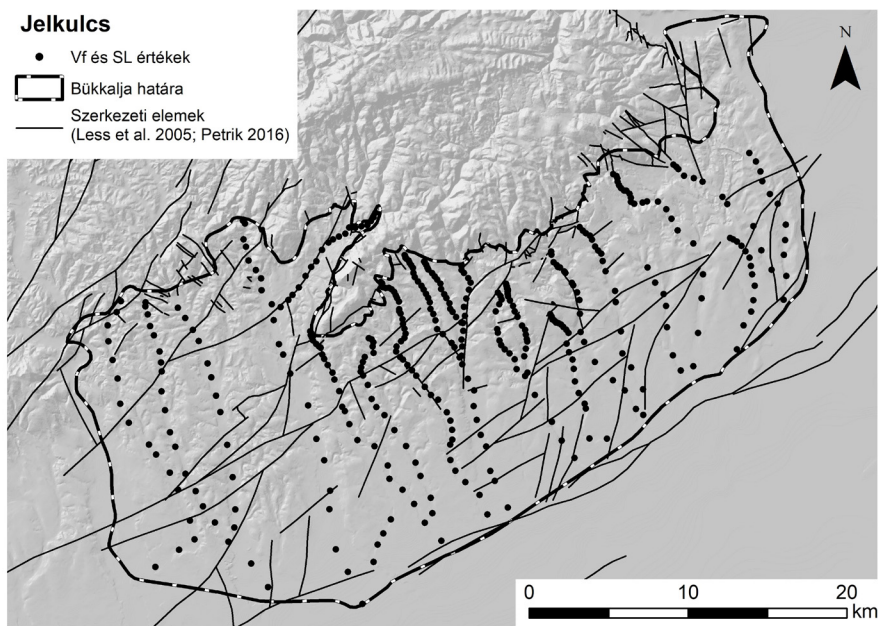 Jelkulcs
Vf és SL értékek
Bükkalja határa
Szerkezeti elemek
(Less et al. 2005; Petrik 2016)
N
0 10 20
km